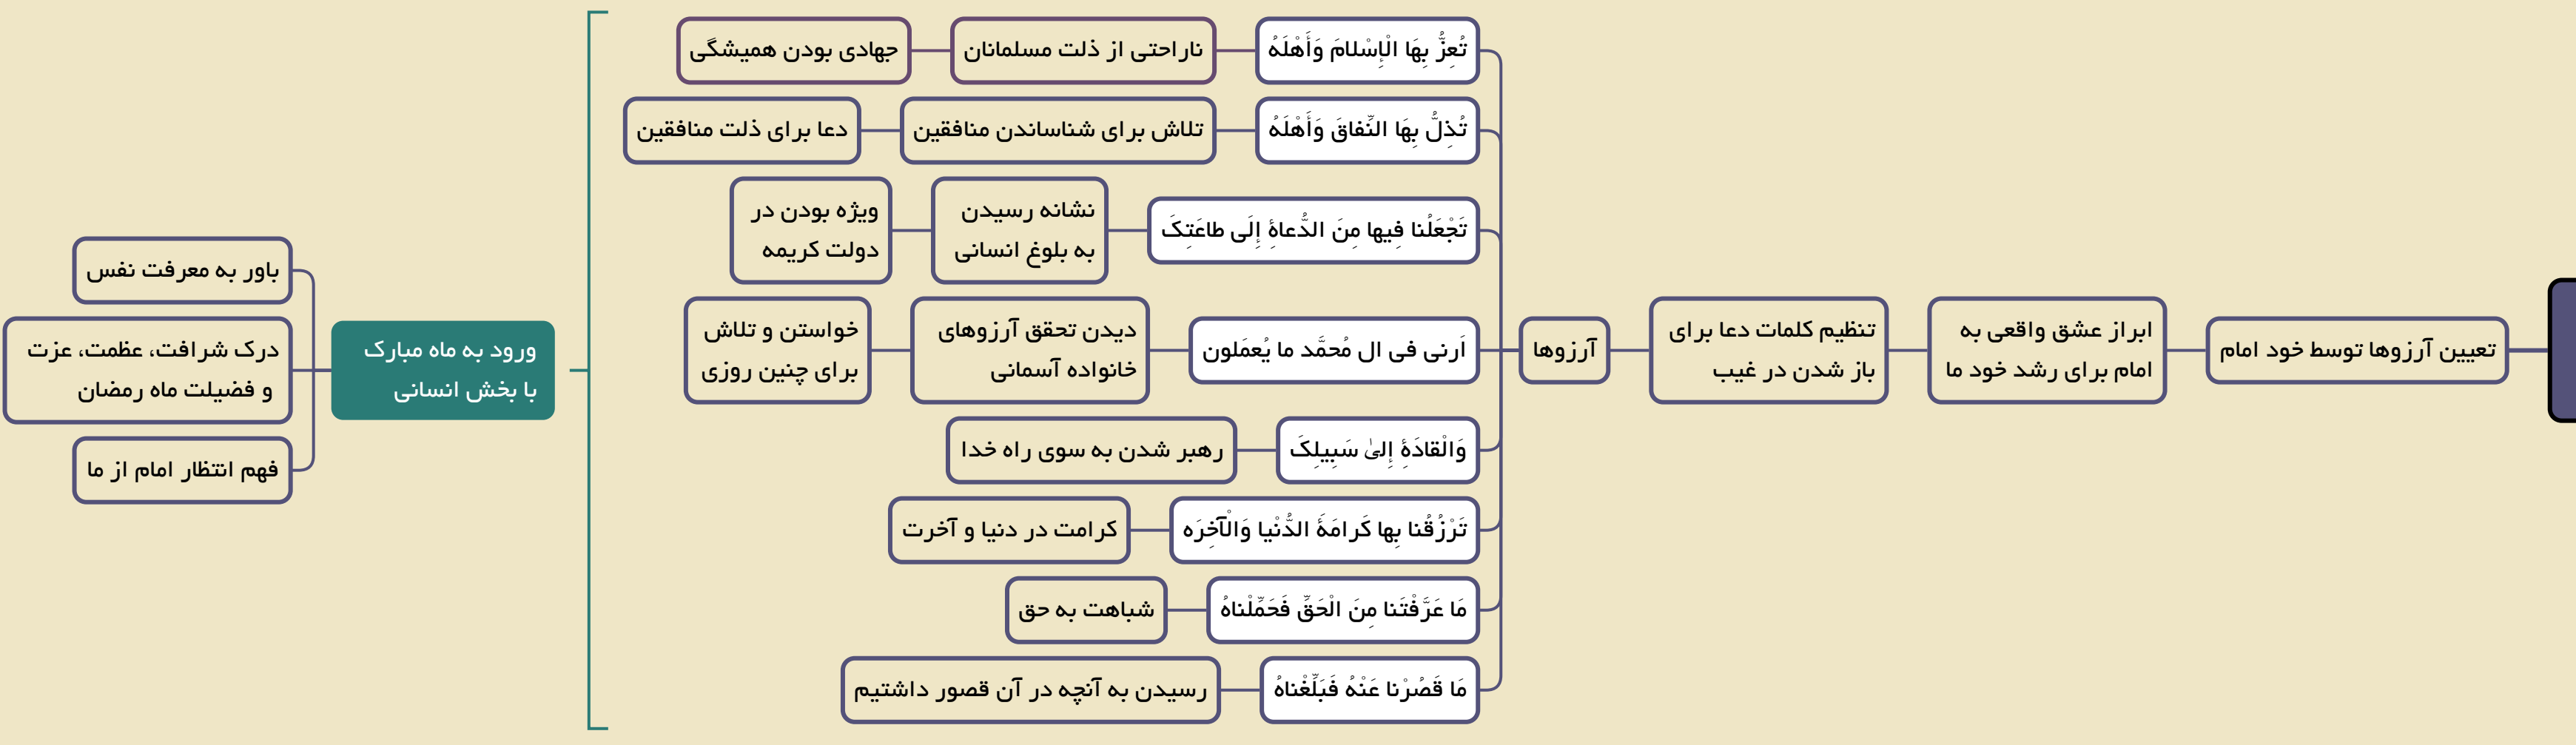 تعیین آرزوها توسط خود امام
ابراز عشق واقعی به
امام برای رشد خود ما
تنظیم کلمات دعا برای
باز شدن در غیب
آرزوها
تُعِزُّ بِهَا الْإِسْلامَ وَأَهْلَهُ
ناراحتی از ذلت مسلمانان
جهادی بودن همیشگی
تُذِلُّ بِهَا النِّفاقَ وَأَهْلَهُ
تلاش برای شناساندن منافقین
دعا برای ذلت منافقین
تَجْعَلُنا فِیها مِنَ الدُّعاةِ إِلَی طاعَتِکَ
نشانه رسیدن
به بلوغ انسانی
ویژه بودن در
دولت کریمه
اَرنی فی ال مُحمَّد ما یُعمَلون
دیدن تحقق آرزوهای
خانواده آسمانی
خواستن و تلاش
برای چنین روزی
وَالْقادَةِ إِلیٰ سَبِیلِکَ
رهبر شدن به سوی راه خدا
تَرْزُقُنا بِها کَرامَةَ الدُّنْیا وَالْآخِرَه
کرامت در دنیا و آخرت
مَا عَرَّفْتَنا مِنَ الْحَقِّ فَحَمِّلْناهُ
شباهت به حق
مَا قَصُرْنا عَنْهُ فَبَلِّغْناهُ
رسیدن به آنچه در آن قصور داشتیم
ورود به ماه مبارک
با بخش انسانی
باور به معرفت نفس
درک شرافت، عظمت، عزت
و فضیلت ماه رمضان
فهم انتظار امام از ما